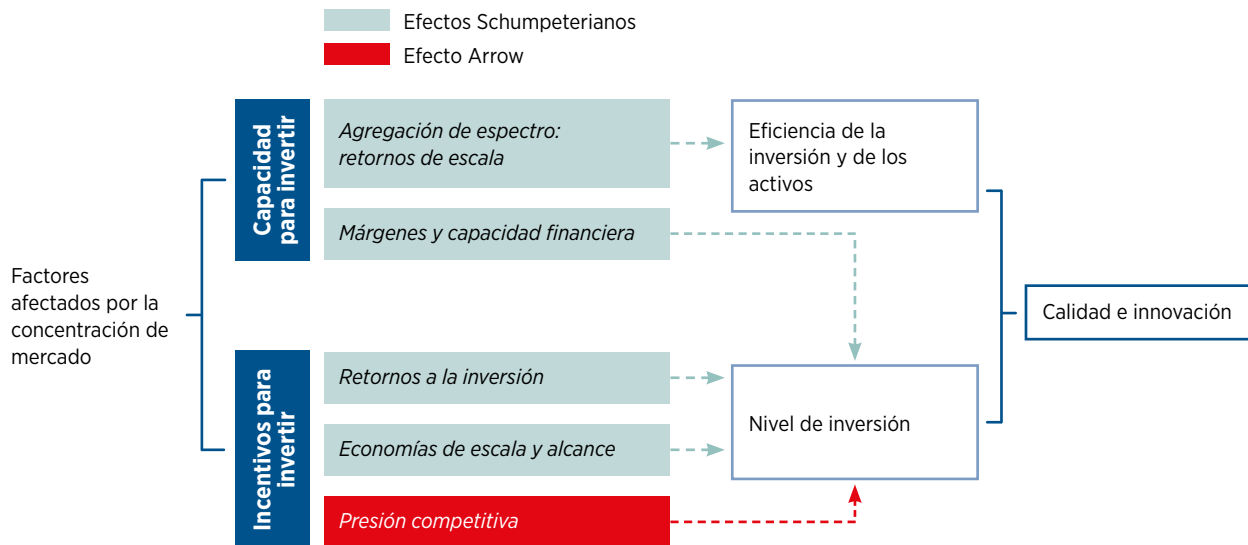 Efectos Schumpeterianos
Efecto Arrow
Factores
afectados por la
concentración de
mercado
Capacidad
para invertir
Agregación de espectro:
retornos de escala
Márgenes y capacidad financiera
Eficiencia de la
inversión y de los
activos
Incentivos para
invertir
Retornos a la inversión
Economías de escala y alcance
Presión competitiva
Nivel de inversión
Calidad e innovación